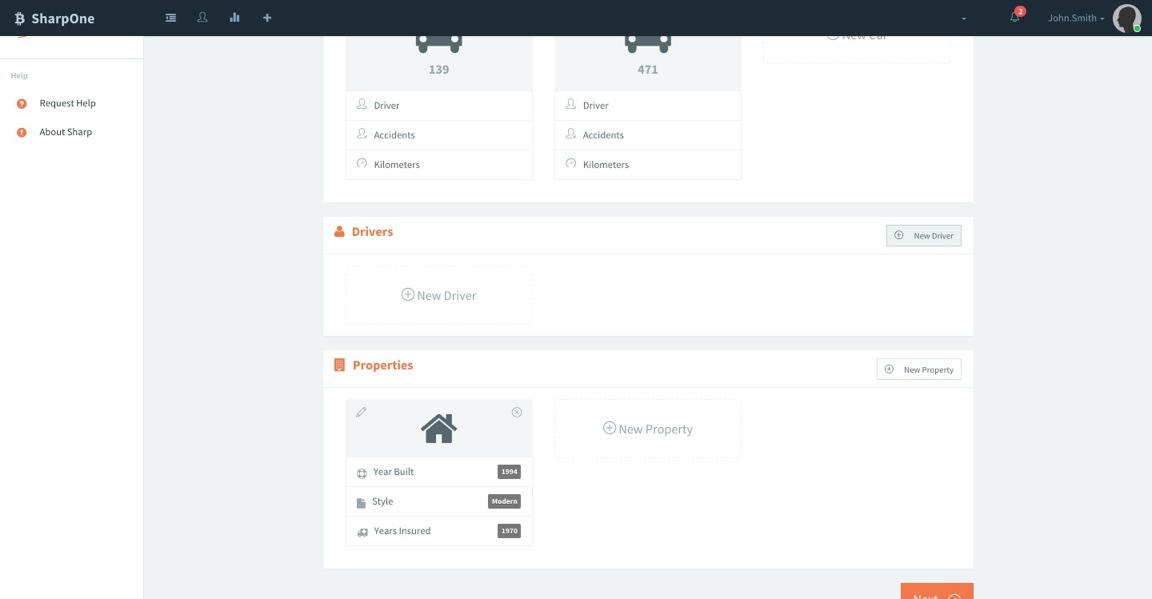 SharpOne
2
John.Smith
Help
Request Help
About Sharp
139
471
New Car
Driver
Driver
Accidents
Accidents
Kilometers
Kilometers
Drivers
New Driver
New Driver
Properties
New Property
New Property
Year Built 1994
Style Modern
Years Insured 1970
Next